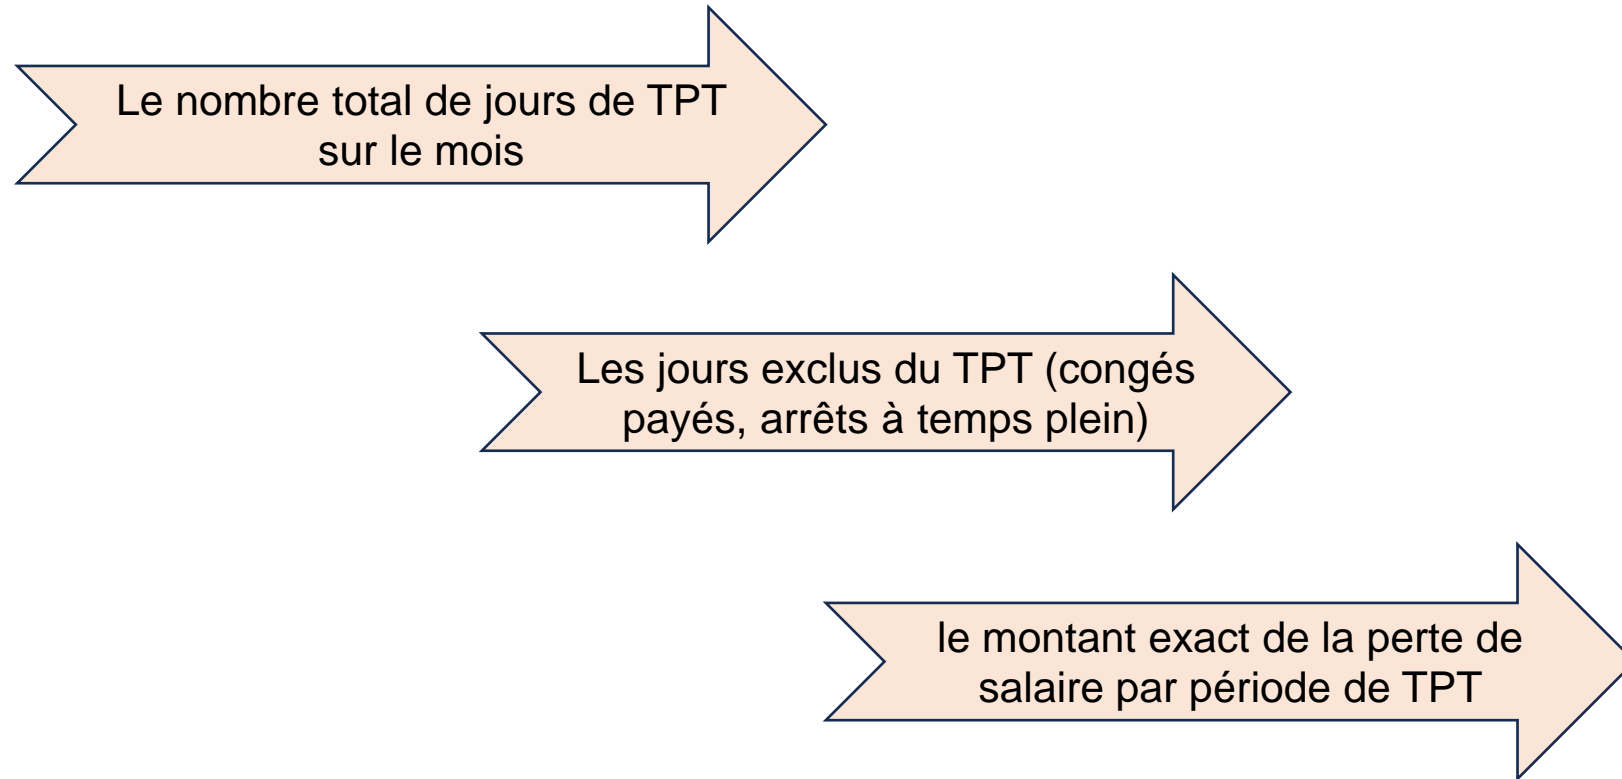 Le nombre total de jours de TPT
sur le mois
Les jours exclus du TPT (congés
payés, arrêts à temps plein)
le montant exact de la perte de
salaire par période de TPT